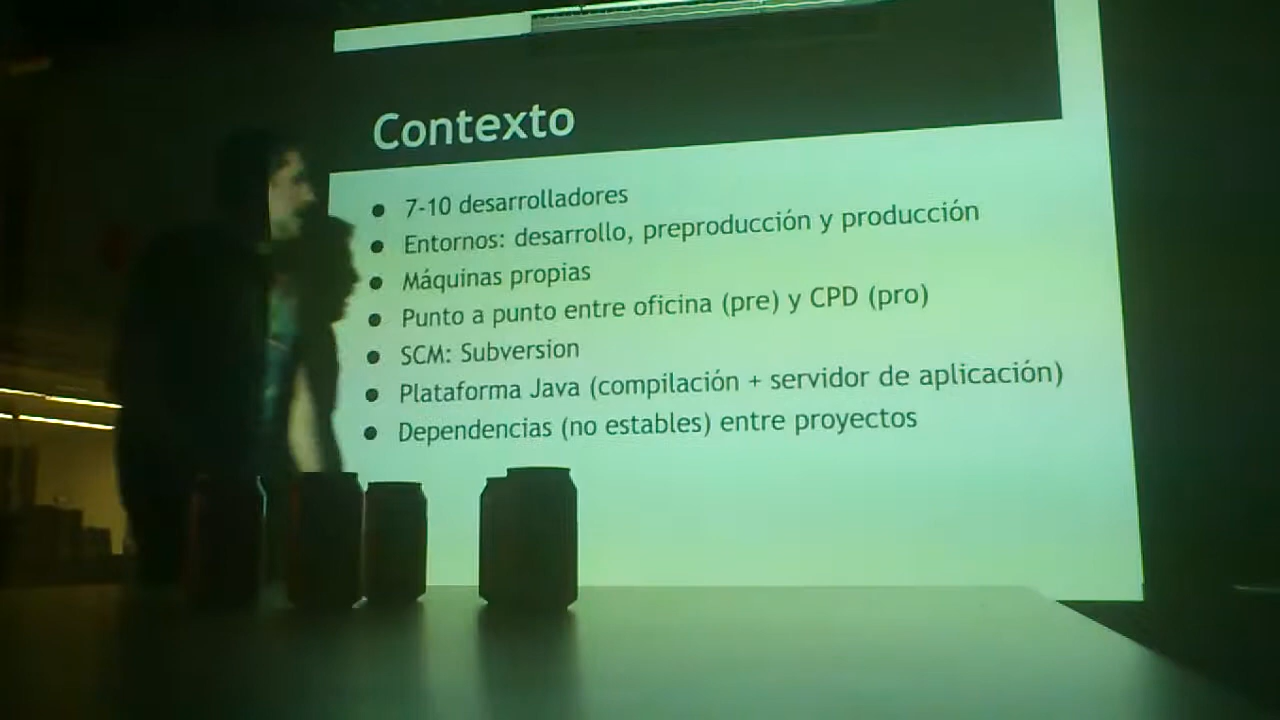 Contexto
7-10 desarrolladores
Entornos: desarrollo, preproducción y producción
Máquinas propias
Punto a punto entre oficina (pre) y CPD (pro)
SCM: Subversion
Plataforma Java (compilación + servidor de aplicación)
Dependencias (no estables) entre proyectos